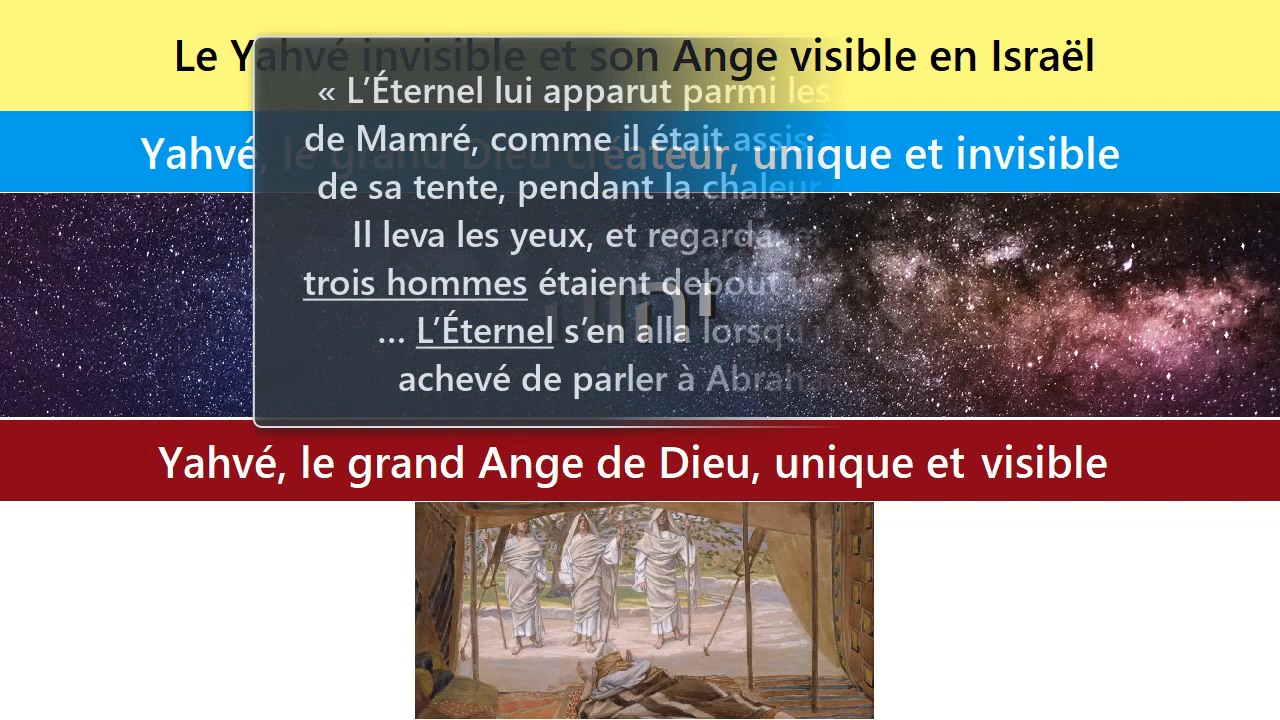 Le Yahvé invisible et son Ange visible en Israël
« L’Éternel lui apparut parmi les
Yahvé, le grand Dieu créateur, unique et invisible
de Mamré, comme il était assis à
de sa tente, pendant la chaleur
Il leva les yeux, et regarda, et
trois hommes étaient debout
... L’Éternel s’en alla lorsqu
achevé de parler à Abrah
Yahvé, le grand Ange de Dieu, unique et visible